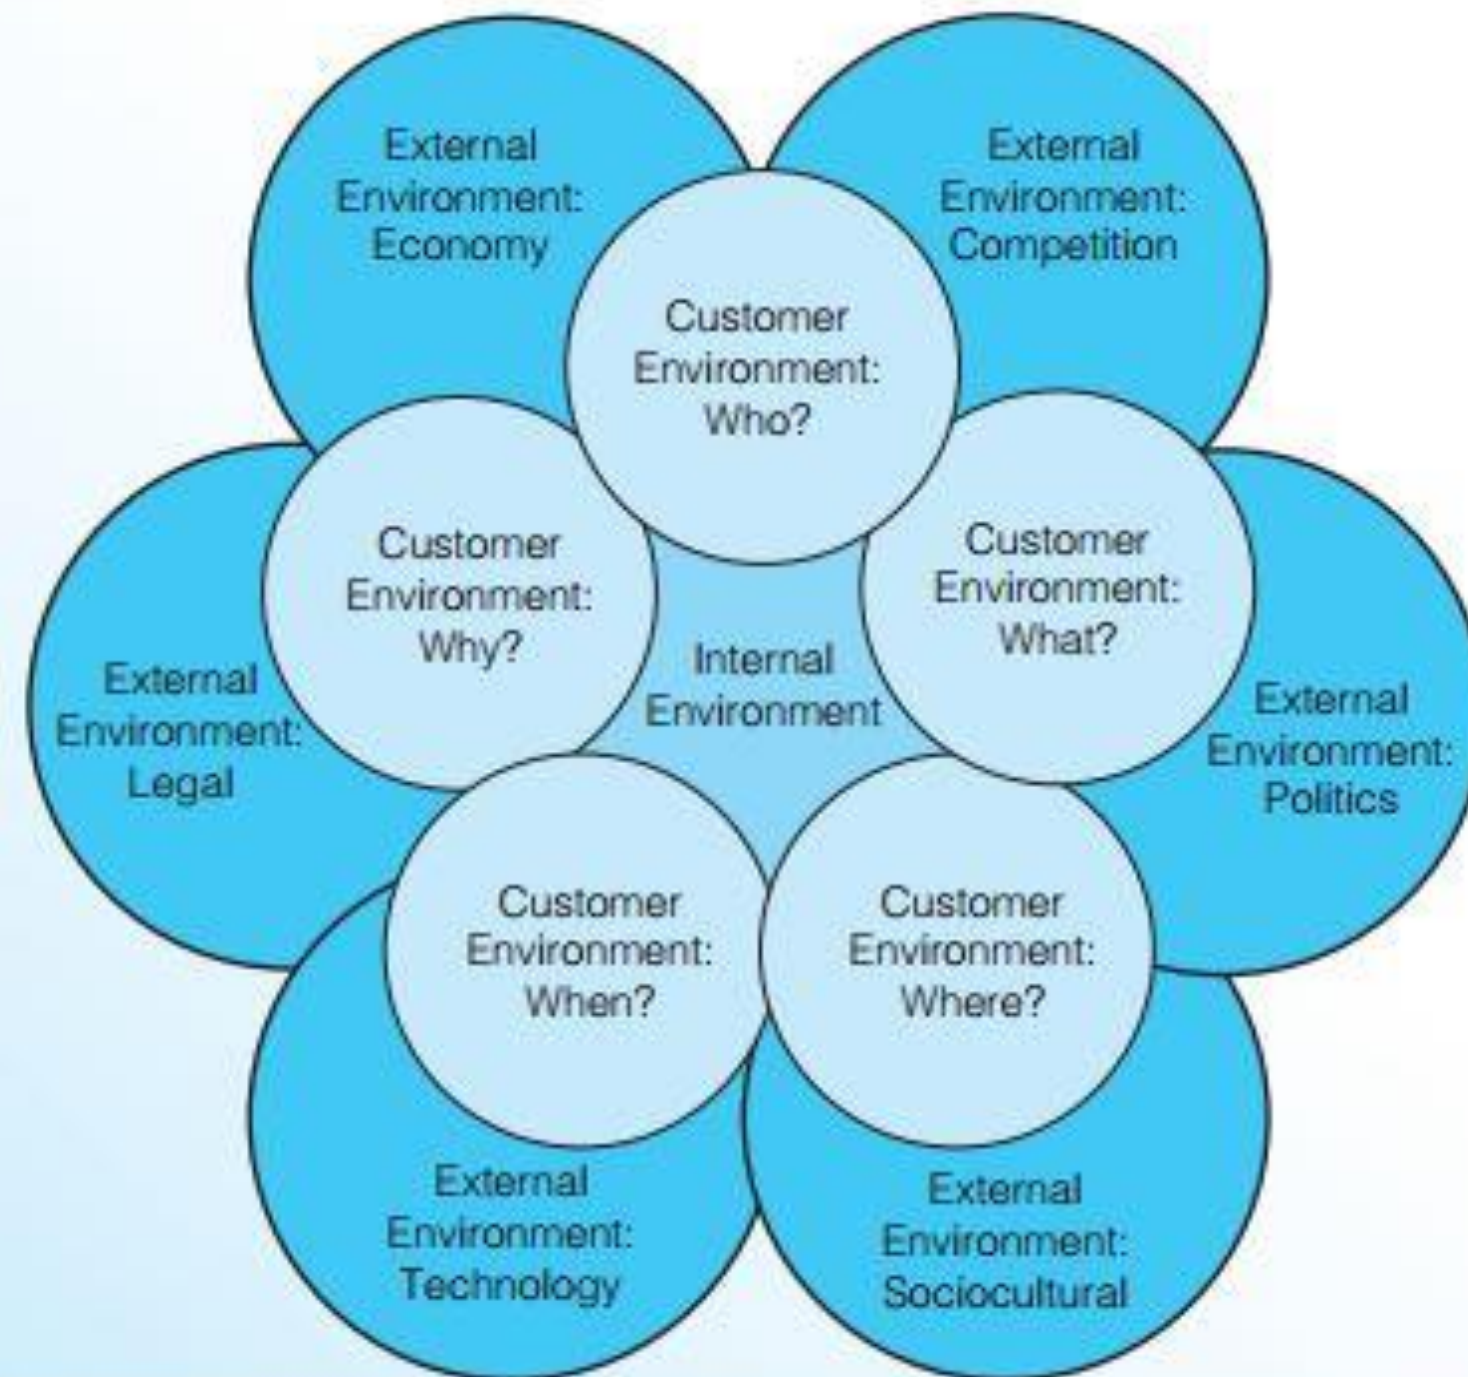 External
Environment:
Economy
External
Environment:
Competition
Customer
Environment:
Who?
Customer
Environment:
Why?
Customer
Environment:
What?
Internal
Environment
External
Environment:
Legal
External
Environment:
Politics
Customer
Environment:
When?
Customer
Environment:
Where?
External
Environment:
Technology
External
Environment:
Sociocultural